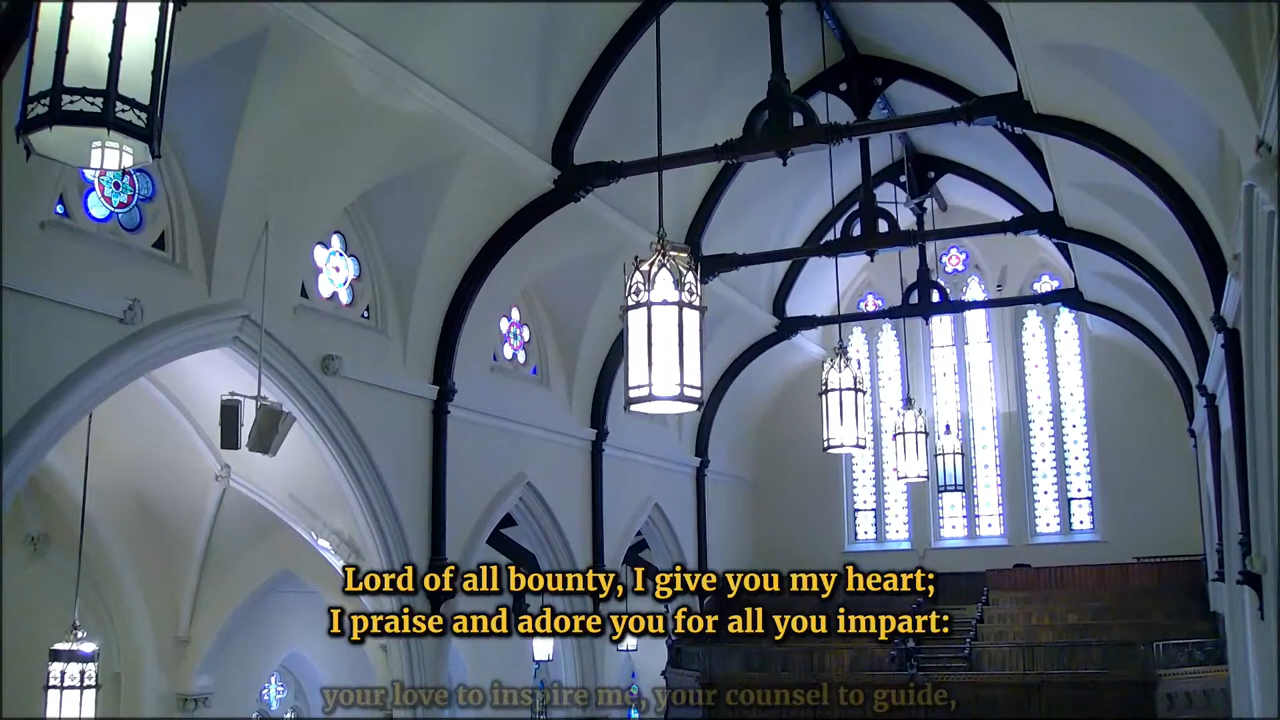 Lord of all bounty, I give you my heart;
I praise and adore you for all you impart:
your love to inspire me, your counsel to guide,